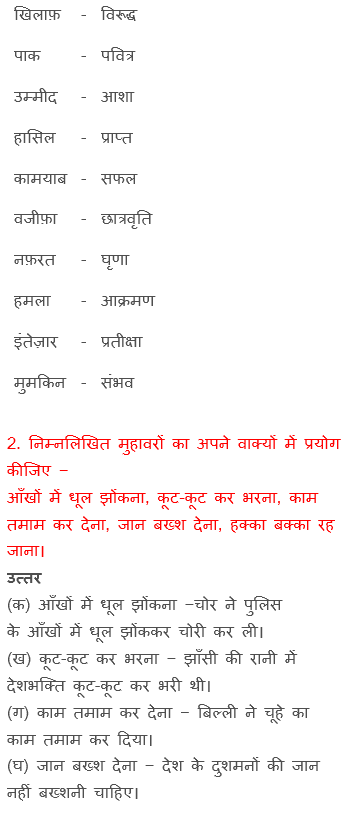 खिलाफ़ - विरूद्ध
पाक - पवित्र
उम्मीद - आशा
हासिल - प्राप्त
कामयाब - सफल
वजीफ़ा - छात्रवृति
नफ़रत - घृणा
हमला - आक्रमण
इंतेज़ार - प्रतीक्षा
मुमकिन - संभव
2. निम्नलिखित मुहावरों का अपने वाक्यों में प्रयोग
कीजिए −
आँखों में धूल झोंकना, कूट-कूट कर भरना, काम
तमाम कर देना, जान बख्श देना, हक्का बक्का रह
जाना।
उत्तर
(क) आँखों में धूल झोंकना −चोर ने पुलिस
के आँखों में धूल झोंककर चोरी कर ली।
(ख) कूट-कूट कर भरना − झाँसी की रानी में
देशभक्ति कूट-कूट कर भरी थी।
(ग) काम तमाम कर देना − बिल्ली ने चूहे का
काम तमाम कर दिया।
(घ) जान बख्श देना − देश के दुशमनों की जान
नहीं बख्शनी चाहिए।